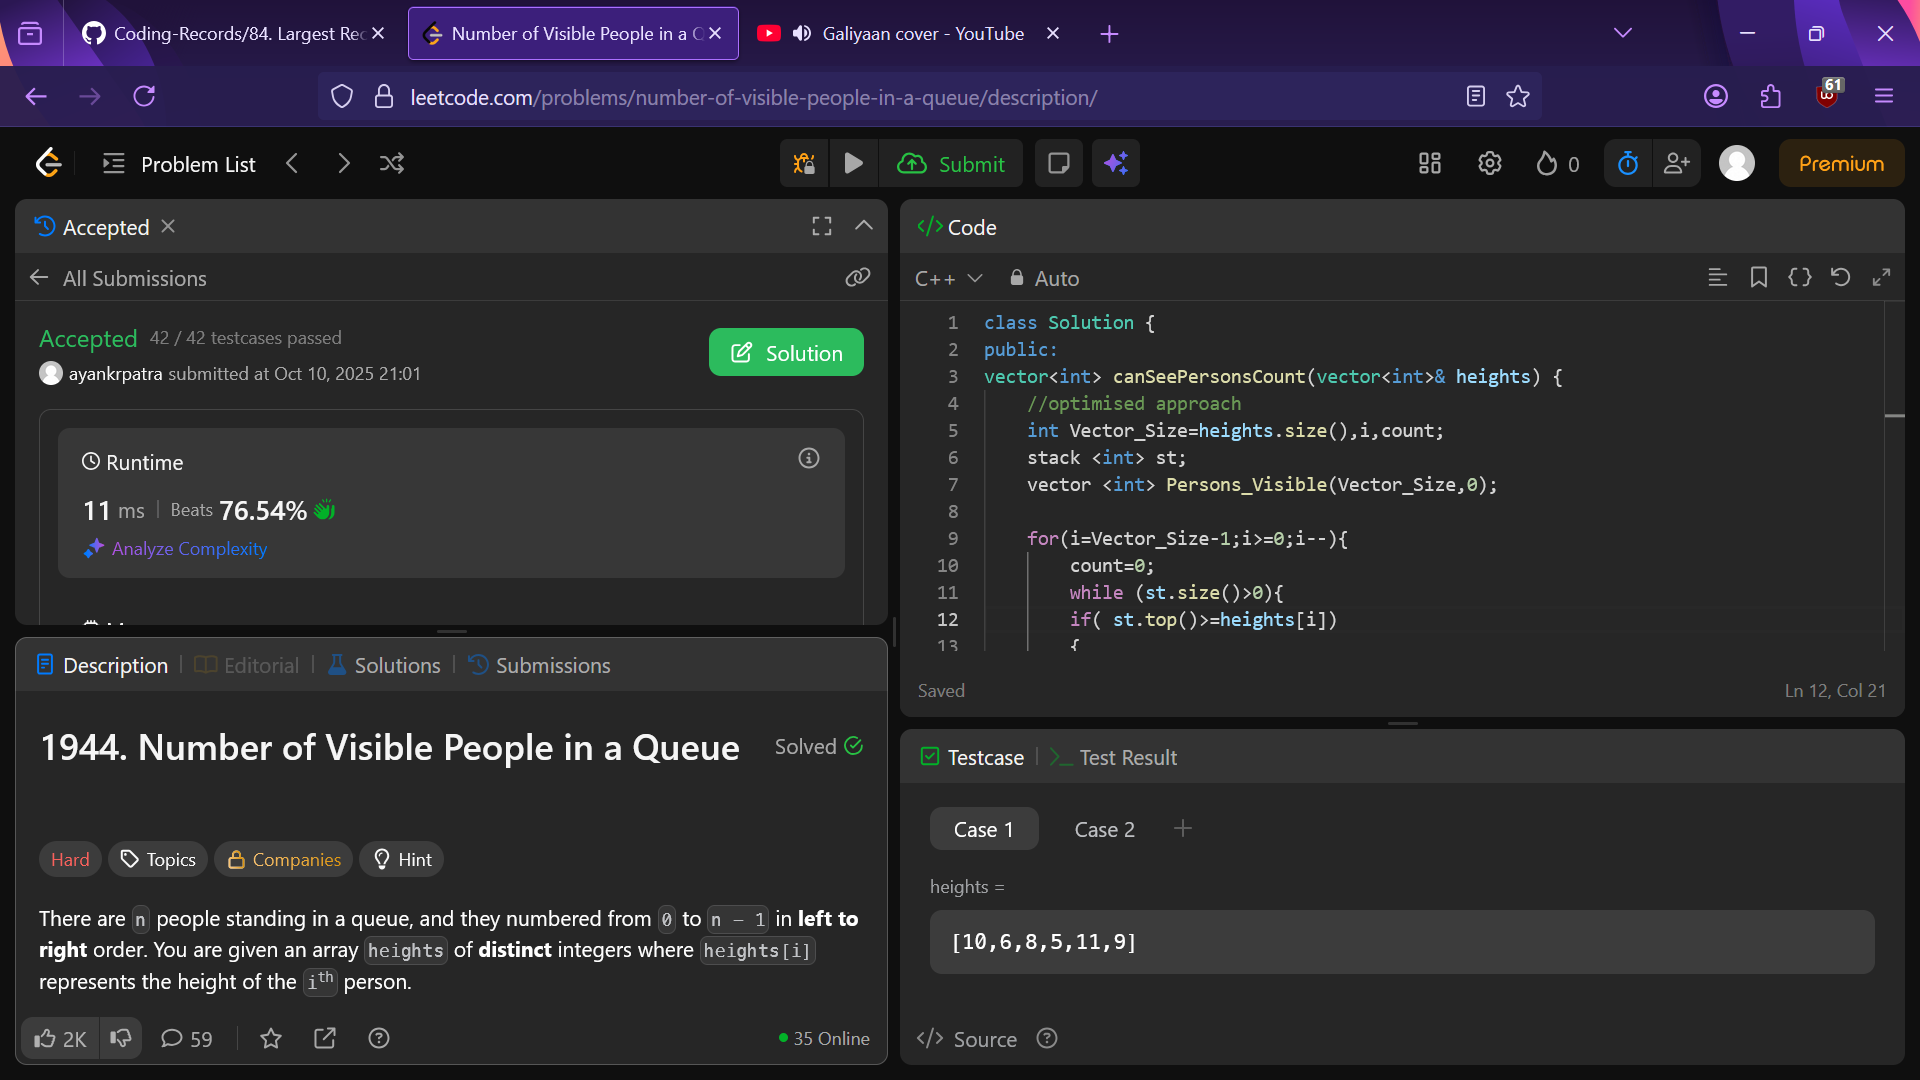 Coding-Records/84. Largest Rec
Number of Visible People in a Q
Galiyaan cover - YouTube
leetcode.com/problems/number-of-visible-people-in-a-queue/description/
61
Problem List
Submit
0
Premium
Accepted
All Submissions
Accepted 42 / 42 testcases passed
ayankrpatra submitted at Oct 10, 2025 21:01
Solution
Runtime
11 ms | Beats 76.54%
Analyze Complexity
Description | Editorial | Solutions | Submissions
1944. Number of Visible People in a Queue
Solved
Hard
Topics
Companies
Hint
There are n people standing in a queue, and they numbered from 0 to n - 1 in left to
right order. You are given an array heights of distinct integers where heights[i]
represents the height of the ith person.
2K
59
35 Online
Code
C++
Auto
1 class Solution {
2 public:
3 vector<int> canSeePersonsCount(vector<int>& heights) {
4 //optimised approach
5 int Vector_Size=heights.size(),i,count;
6 stack <int> st;
7 vector <int> Persons_Visible(Vector_Size,0);
8
9 for(i=Vector_Size-1;i>=0;i--){
10 count=0;
11 while (st.size()>0){
12 if( st.top()>=heights[i])
13 {
Saved
Ln 12, Col 21
Testcase | Test Result
Case 1
Case 2
heights =
[10,6,8,5,11,9]
Source